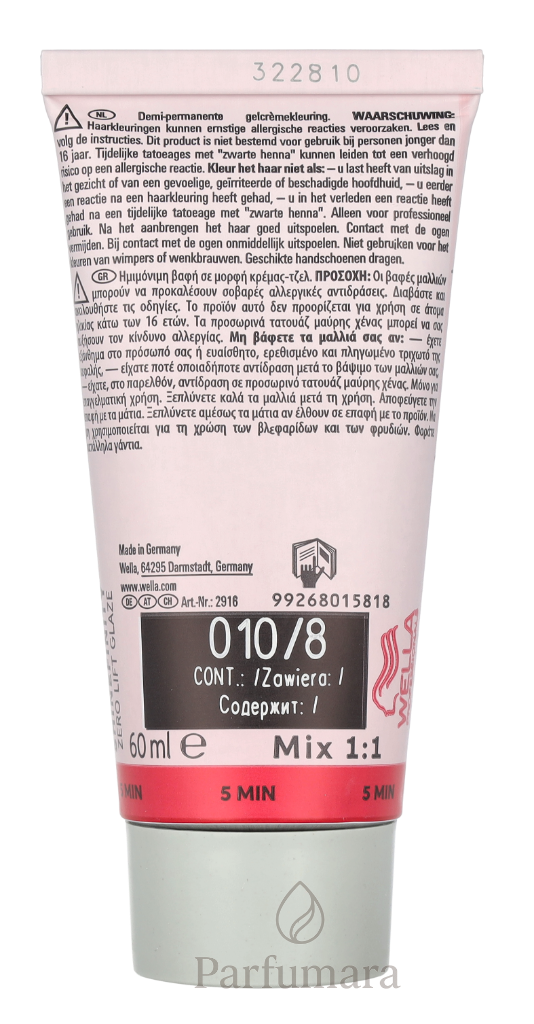 322810
NL Demi-permanente gelcrèmekleuring. WAARSCHUWING:
Haarkleuringen kunnen ernstige allergische reacties veroorzaken. Lees en
volg de instructies. Dit product is niet bestemd voor gebruik bij personen jonger dan
16 jaar. Tijdelijke tatoeages met "zwarte henna" kunnen leiden tot een verhoogd
risico op een allergische reactie. Kleur het haar niet als: – u last heeft van uitslag in
het gezicht of van een gevoelige, geïrriteerde of beschadigde hoofdhuid, – u eerder
een reactie na een haarkleuring heeft gehad, – u in het verleden een reactie heeft
gehad na een tijdelijke tatoeage met "zwarte henna". Alleen voor professioneel
gebruik. Na het aanbrengen het haar goed uitspoelen. Contact met de ogen
vermijden. Bij contact met de ogen onmiddellijk uitspoelen. Niet gebruiken voor het
kleuren van wimpers of wenkbrauwen. Geschikte handschoenen dragen.
GR Ημιμόνιμη βαφή σε μορφή κρέμας-τζελ. ΠΡΟΣΟΧΗ: Οι βαφές μαλλιών
μπορούν να προκαλέσουν σοβαρές αλλεργικές αντιδράσεις. Διαβάστε και
ακολουθήστε τις οδηγίες. Το προϊόν αυτό δεν προορίζεται για χρήση σε άτομα
ηλικίας κάτω των 16 ετών. Τα προσωρινά τατουάζ μαύρης χένας μπορεί να σας
αυξήσουν τον κίνδυνο αλλεργίας. Μη βάφετε τα μαλλιά σας αν: — έχετε
εξάνθημα στο πρόσωπό σας ή ευαίσθητο, ερεθισμένο και πληγωμένο τριχωτό της
κεφαλής, — είχατε ποτέ οποιαδήποτε αντίδραση μετά το βάψιμο των μαλλιών σας,
— είχατε, στο παρελθόν, αντίδραση σε προσωρινό τατουάζ μαύρης χένας. Μόνο για
επαγγελματική χρήση. Ξεπλύνετε καλά τα μαλλιά μετά τη χρήση. Αποφεύγετε την
επαφή με τα μάτια. Ξεπλύνετε αμέσως τα μάτια αν έλθουν σε επαφή με το προϊόν. Να
μη χρησιμοποιείται για τη χρώση των βλεφαρίδων και των φρυδιών. Φοράτε
κατάλληλα γάντια.
Made in Germany
Wella, 64295 Darmstadt, Germany
www.wella.com
DE AT CH Art.-Nr.: 2916
99268015818
010/8
CONT.: /Zawiera: /
Содержит: /
ZERO LIFT GLAZE
WELLA
60 ml e Mix 1:1
5 MIN 5 MIN 5 MIN
Parfumara